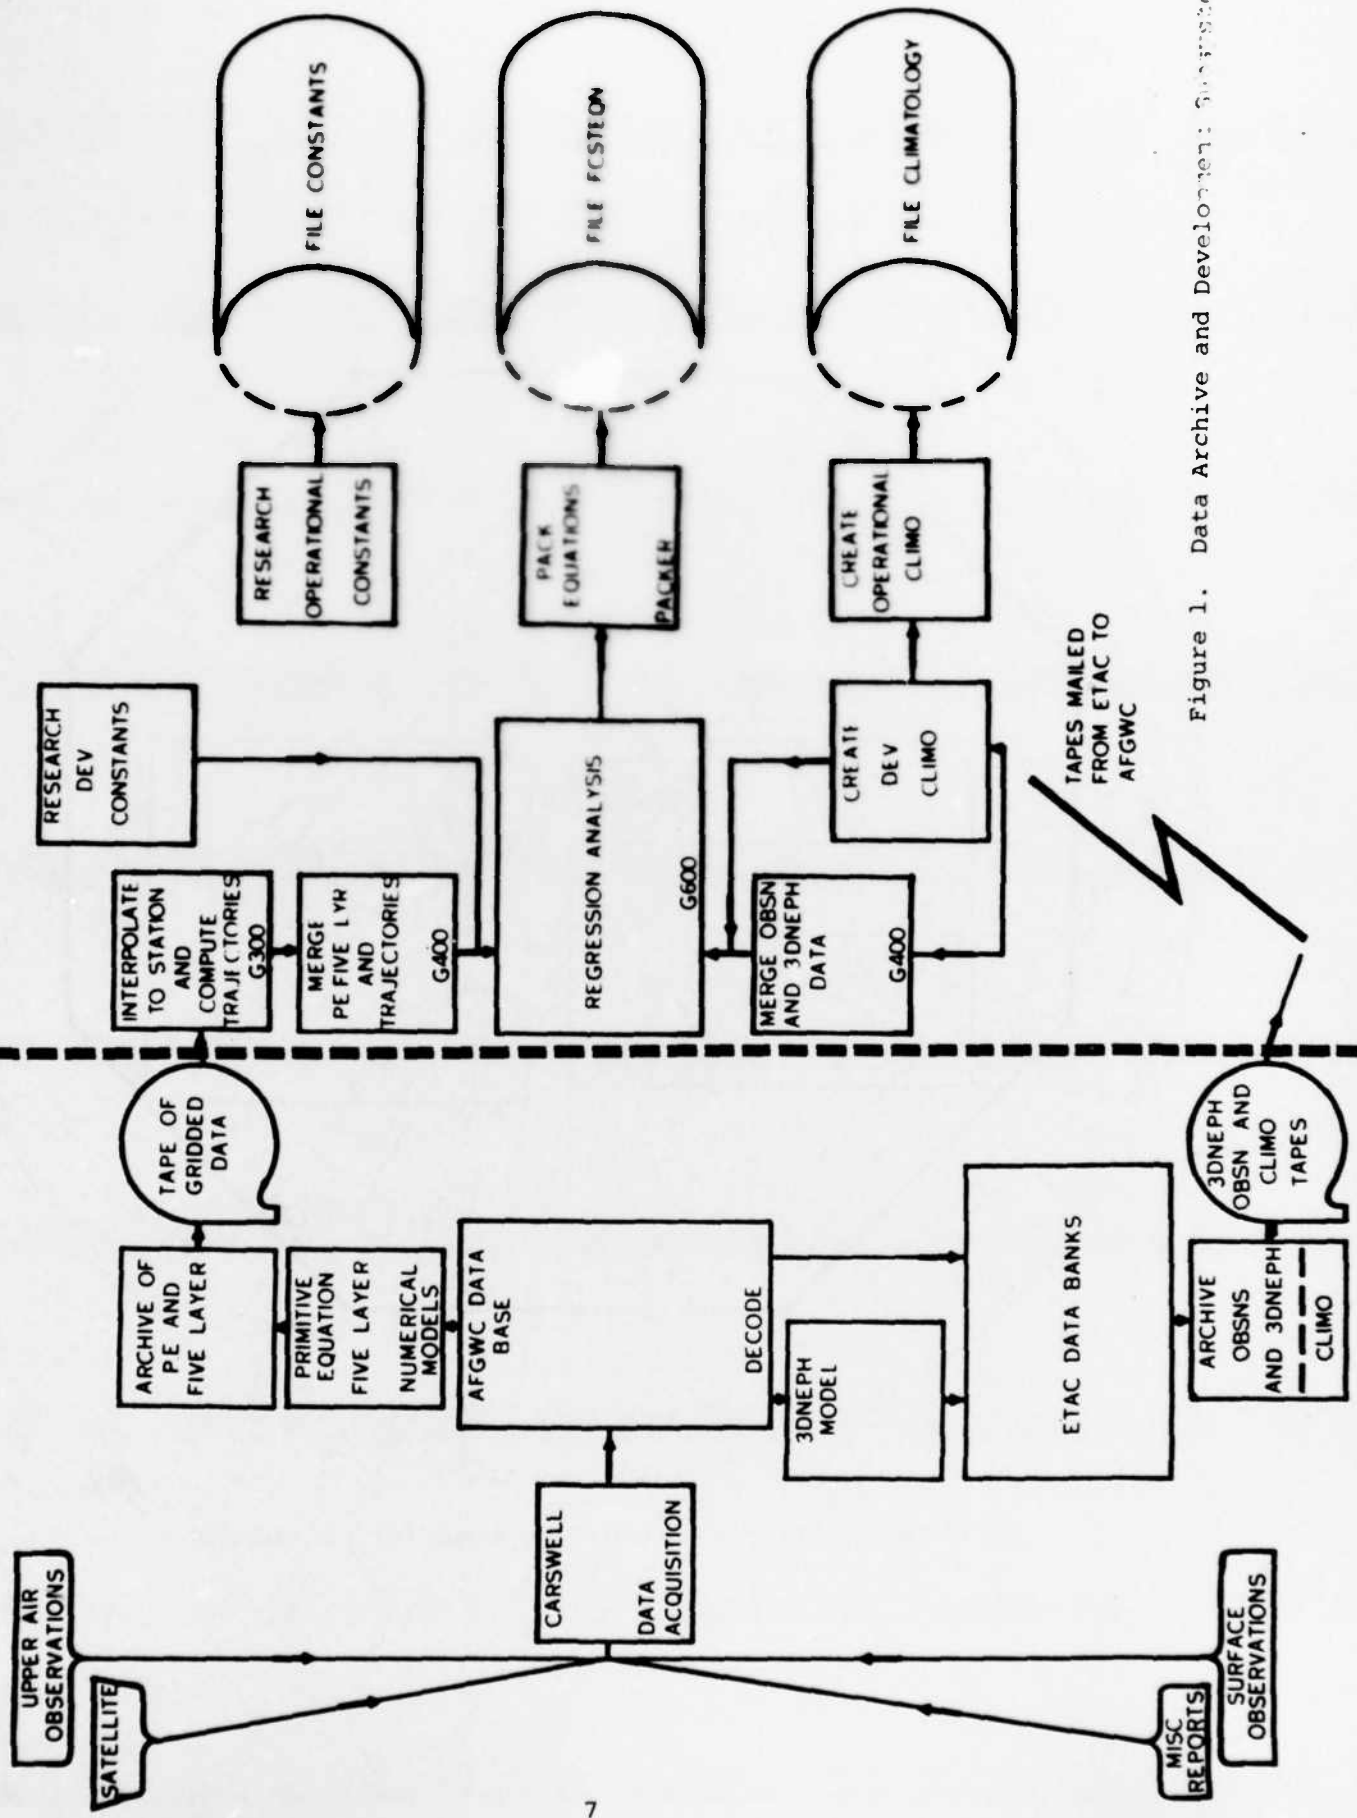 UPPER AIR
OBSERVATIONS
SATELLITE
MISC
REPORTS
SURFACE
OBSERVATIONS
CARSWELL
DATA
ACQUISITION
ARCHIVE OF
P.E AND
FIVE LAYER
PRIMITIVE
EQUATION
FIVE LAYER
NUMERICAL
MODELS
AFGWC DATA
BASE
DECODE
3DNEPH
MODEL
ETAC DATA BANKS
ARCHIVE
OBSNS
AND 3DNEPH
CLIMO
TAPE OF
GRIDDED
DATA
3DNEPH
OBSN AND
CLIMO
TAPES
INTERPOLATE
TO STATION
AND
COMPUTE
TRAJECTORIES
G300
MERGE
PE FIVE LYR
AND
TRAJECTORIES
G400
RESEARCH
DEV
CONSTANTS
REGRESSION ANALYSIS
G600
MERGE OBSN
AND 3DNEPH
DATA
G400
CREATE
DEV
CLIMO
TAPES MAILED
FROM ETAC TO
AFGWC
RESEARCH
OPERATIONAL
CONSTANTS
PACK
EQUATIONS
PACKER
CREATE
OPERATIONAL
CLIMO
FILE CONSTANTS
FILE FCSTEQN
FILE CLIMATOLOGY
Figure 1. Data Archive and Development
7